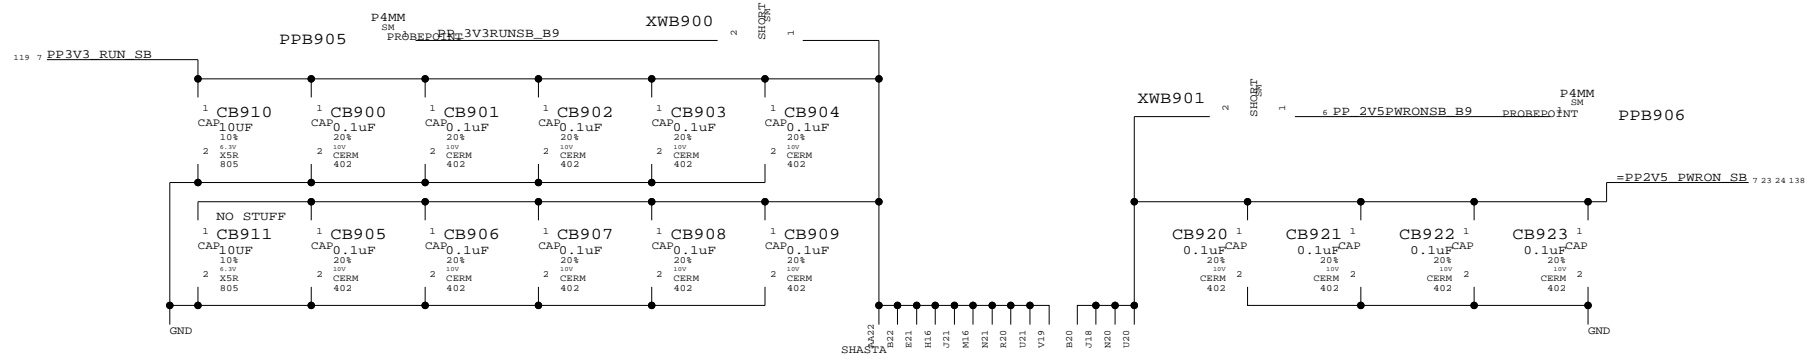 P4MM
SM
PPB905
1
PROBEPOINT
PP_3V3RUNSB_B9
XWB900
2
SHORT
SM
1
119 7 PP3V3_RUN_SB
1 CB910
CAP 10UF
10%
6.3V
2 X5R
805
1 CB900
CAP 0.1uF
20%
10V
2 CERM
402
1 CB901
CAP 0.1uF
20%
10V
2 CERM
402
1 CB902
CAP 0.1uF
20%
10V
2 CERM
402
1 CB903
CAP 0.1uF
20%
10V
2 CERM
402
1 CB904
CAP 0.1uF
20%
10V
2 CERM
402
NO STUFF
1 CB911
CAP 10UF
10%
6.3V
2 X5R
805
1 CB905
CAP 0.1uF
20%
10V
2 CERM
402
1 CB906
CAP 0.1uF
20%
10V
2 CERM
402
1 CB907
CAP 0.1uF
20%
10V
2 CERM
402
1 CB908
CAP 0.1uF
20%
10V
2 CERM
402
1 CB909
CAP 0.1uF
20%
10V
2 CERM
402
GND
XWB901
2
SHORT
SM
1
6 PP_2V5PWRONSB_B9
P4MM
SM
1
PROBEPOINT
PPB906
=PP2V5_PWRON_SB 7 23 24 138
CB920 1
0.1uF CAP
20%
10V
CERM 2
402
CB921 1
0.1uF CAP
20%
10V
CERM 2
402
CB922 1
0.1uF CAP
20%
10V
CERM 2
402
CB923 1
0.1uF CAP
20%
10V
CERM 2
402
GND
AA22
B22
E21
H16
J21
M16
N21
R20
U21
V19
B20
J18
N20
U20
SHASTA